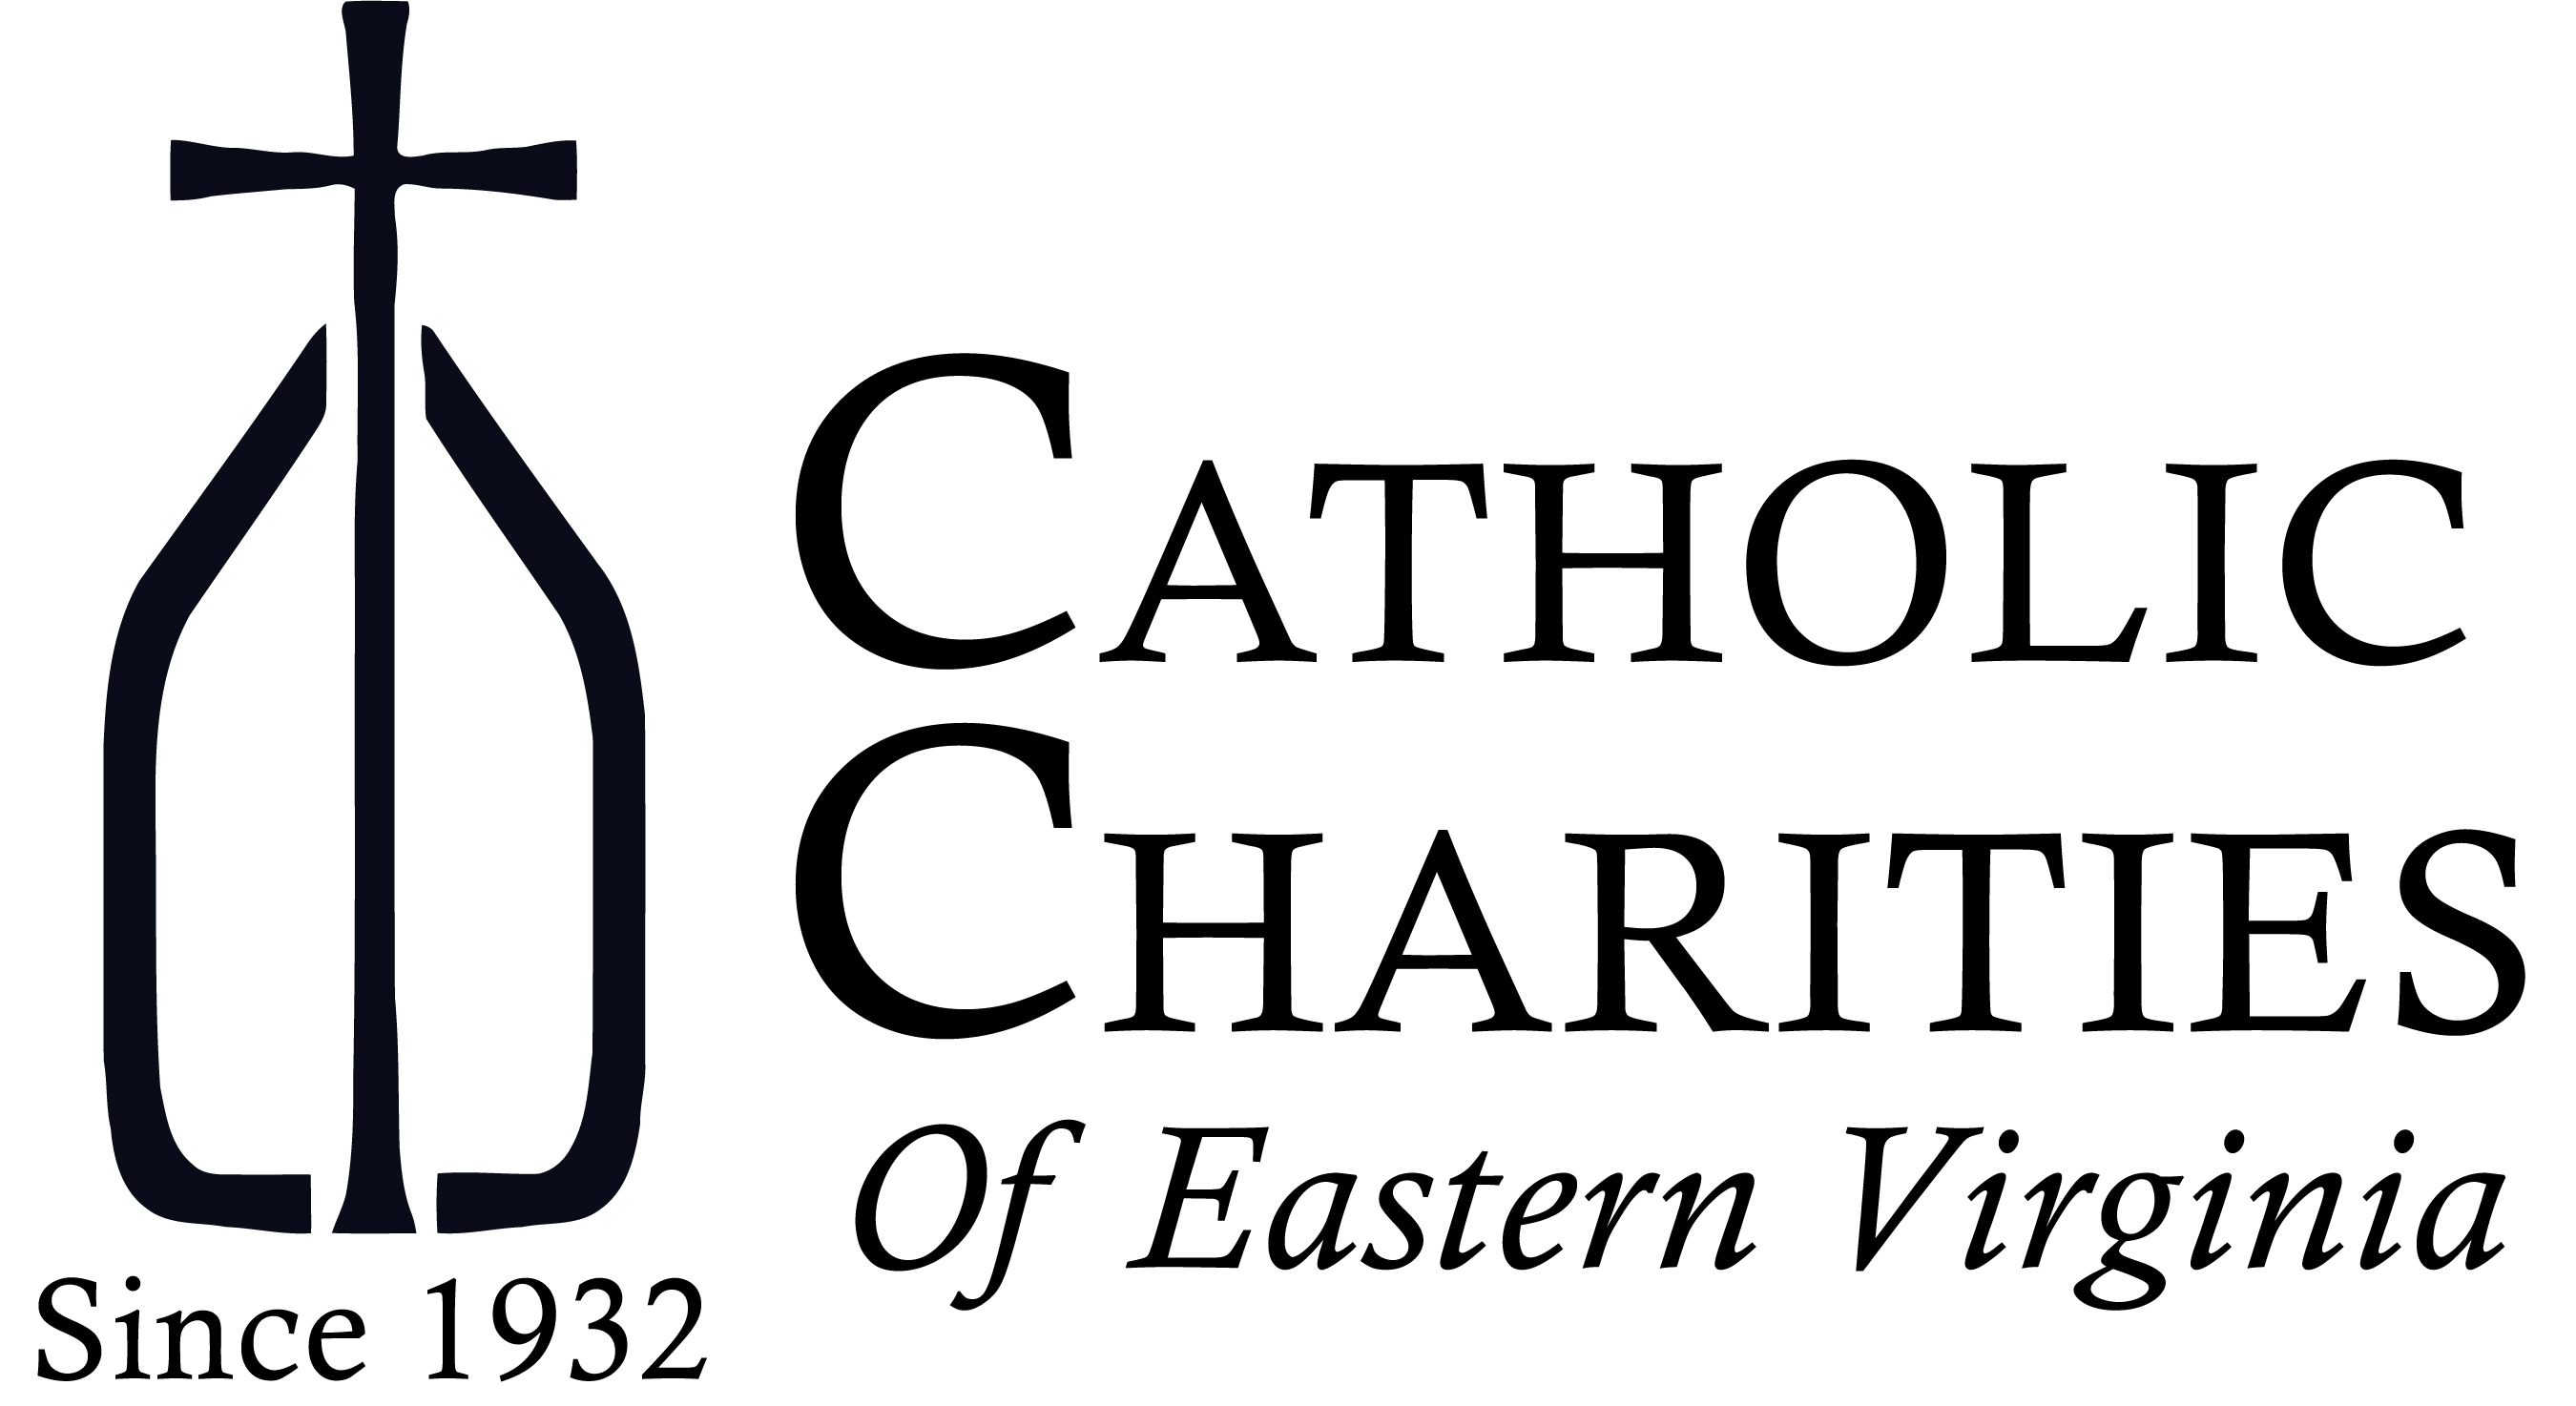 CATHOLIC
CHARITIES
Of Eastern Virginia
Since 1932